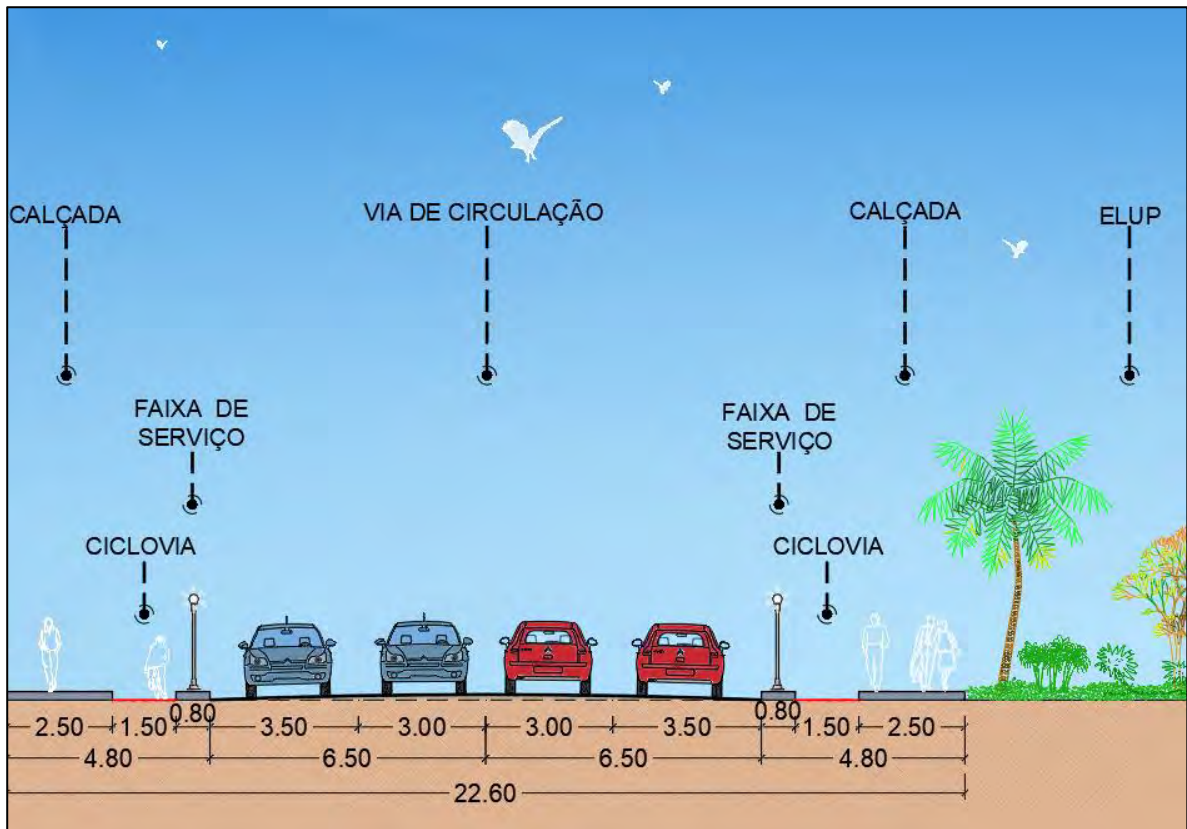 CALÇADA
VIA DE CIRCULAÇÃO
CALÇADA
ELUP
FAIXA DE
SERVIÇO
FAIXA DE
SERVIÇO
CICLOVIA
CICLOVIA
2.50 1.50 0.80 3.50 3.00 3.00 3.50 0.80 1.50 2.50
4.80 6.50 6.50 4.80
22.60